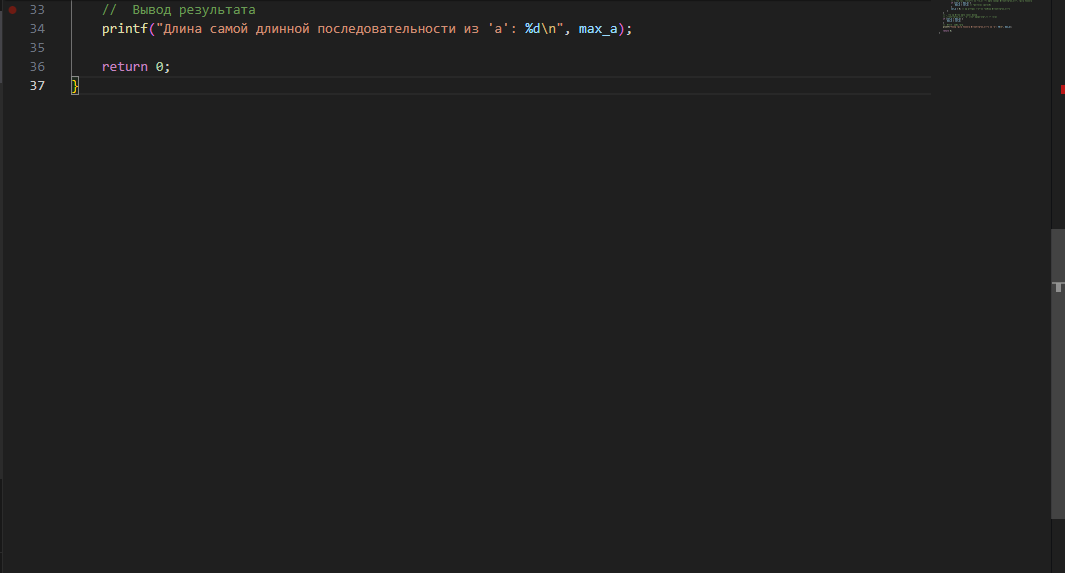 33 //  Вывод результата
34 printf("Длина самой длинной последовательности из 'a': %d\n", max_a);
35
36 return 0;
37 }